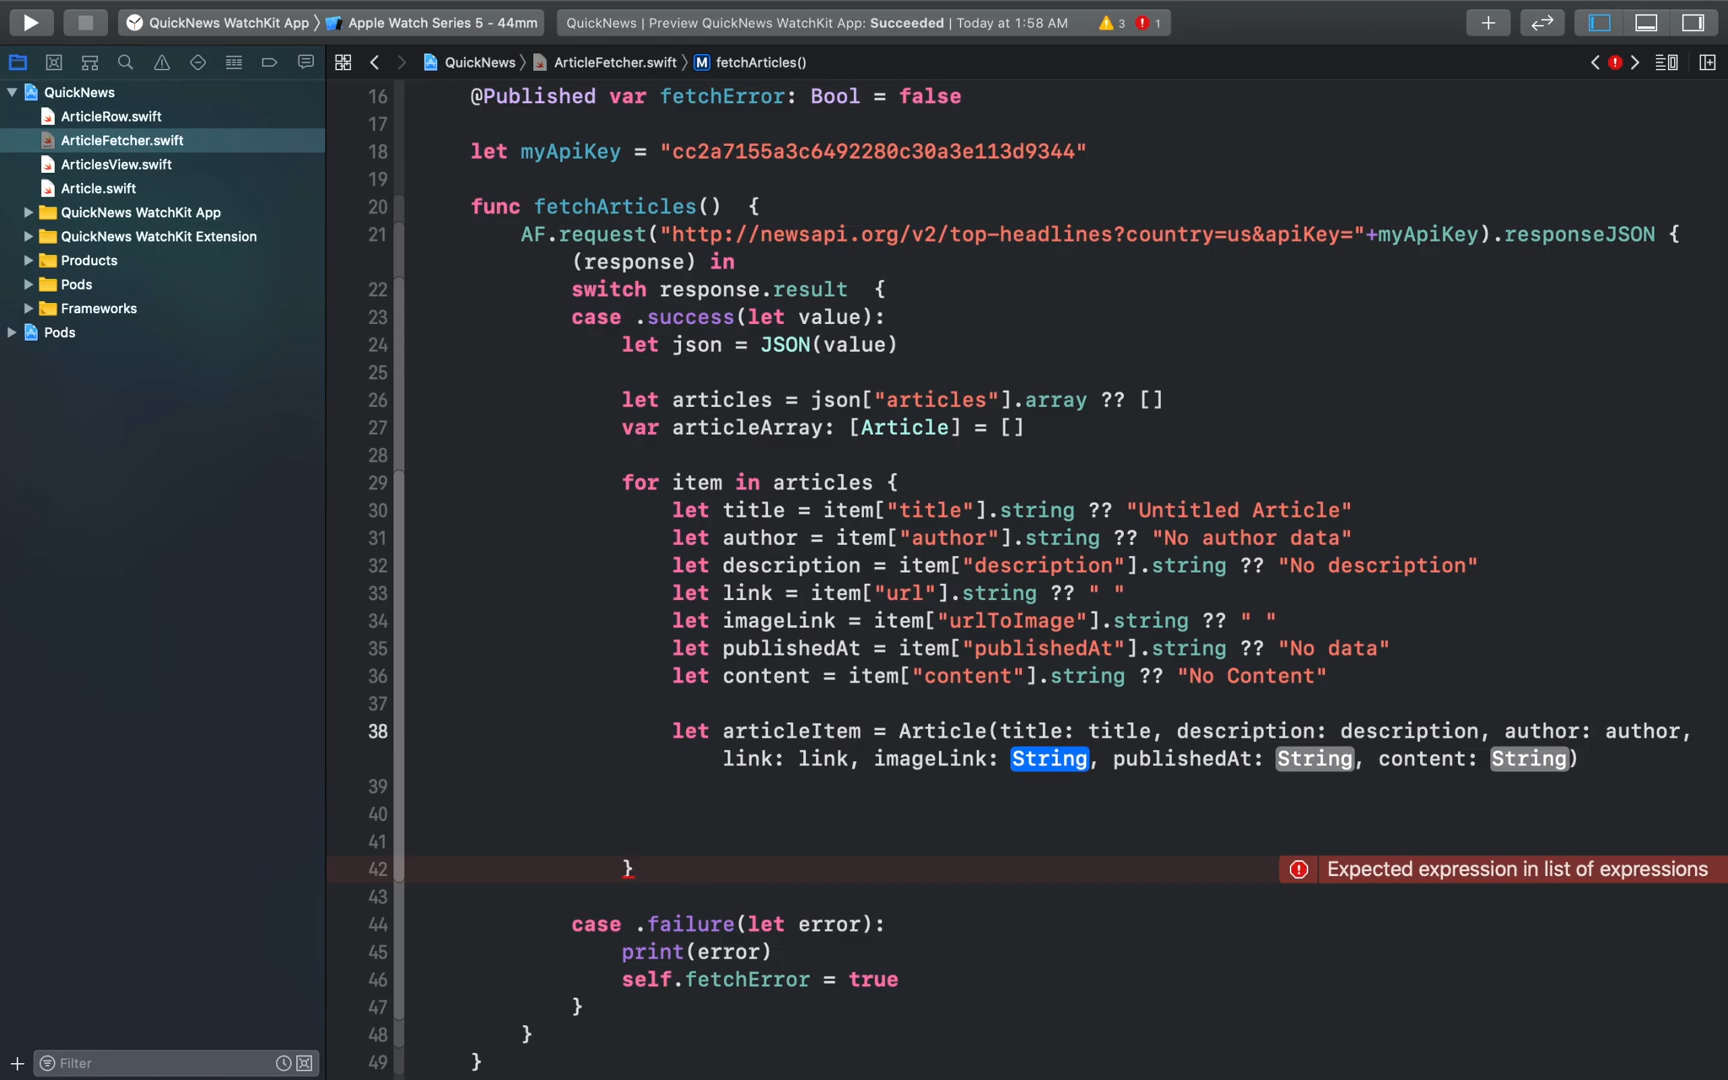 QuickNews WatchKit App 〉 Apple Watch Series 5 - 44mm
QuickNews | Preview QuickNews WatchKit App: Succeeded | Today at 1:58 AM
3
1
QuickNews 〉 ArticleFetcher.swift 〉 M fetchArticles()
QuickNews
ArticleRow.swift
ArticleFetcher.swift
ArticlesView.swift
Article.swift
QuickNews WatchKit App
QuickNews WatchKit Extension
Products
Pods
Frameworks
Pods
Filter
16 @Published var fetchError: Bool = false
17
18 let myApiKey = "cc2a7155a3c6492280c30a3e113d9344"
19
20 func fetchArticles()  {
21 AF.request("http://newsapi.org/v2/top-headlines?country=us&apiKey="+myApiKey).responseJSON {
(response) in
22 switch response.result  {
23 case .success(let value):
24 let json = JSON(value)
25
26 let articles = json["articles"].array ?? []
27 var articleArray: [Article] = []
28
29 for item in articles {
30 let title = item["title"].string ?? "Untitled Article"
31 let author = item["author"].string ?? "No author data"
32 let description = item["description"].string ?? "No description"
33 let link = item["url"].string ?? " "
34 let imageLink = item["urlToImage"].string ?? " "
35 let publishedAt = item["publishedAt"].string ?? "No data"
36 let content = item["content"].string ?? "No Content"
37
38 let articleItem = Article(title: title, description: description, author: author,
link: link, imageLink: String, publishedAt: String, content: String)
39
40
41
42 } Expected expression in list of expressions
43
44 case .failure(let error):
45 print(error)
46 self.fetchError = true
47 }
48 }
49 }